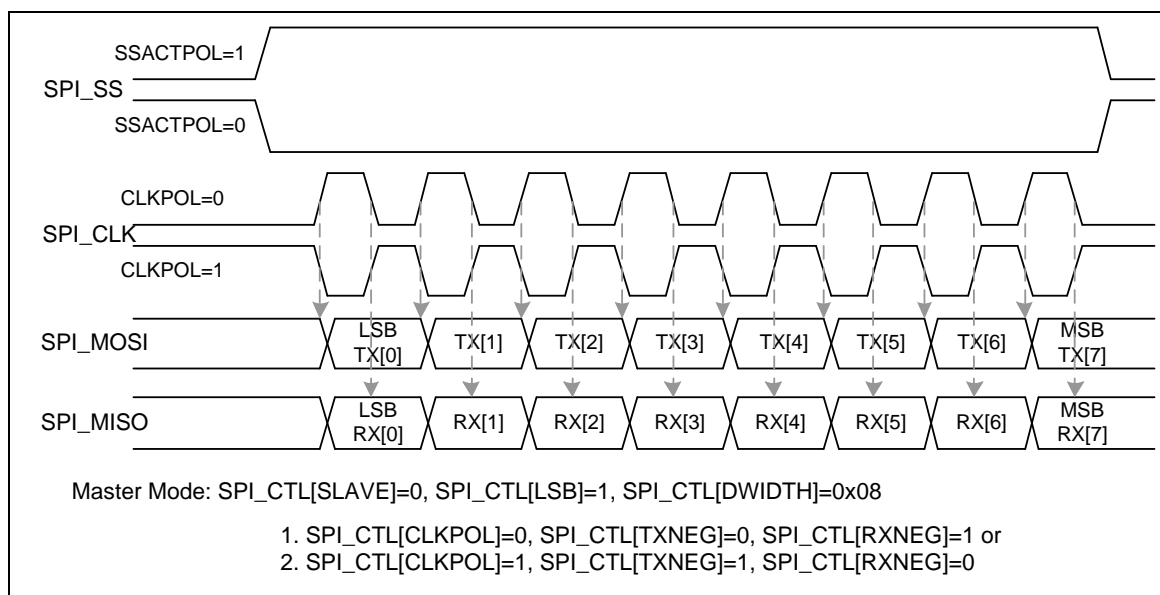 SSACTPOL=1
SPI_SS
SSACTPOL=0
CLKPOL=0
SPI_CLK
CLKPOL=1
SPI_MOSI
LSB TX[0]
TX[1]
TX[2]
TX[3]
TX[4]
TX[5]
TX[6]
MSB TX[7]
SPI_MISO
LSB RX[0]
RX[1]
RX[2]
RX[3]
RX[4]
RX[5]
RX[6]
MSB RX[7]
Master Mode: SPI_CTL[SLAVE]=0, SPI_CTL[LSB]=1, SPI_CTL[DWIDTH]=0x08
1. SPI_CTL[CLKPOL]=0, SPI_CTL[TXNEG]=0, SPI_CTL[RXNEG]=1 or
2. SPI_CTL[CLKPOL]=1, SPI_CTL[TXNEG]=1, SPI_CTL[RXNEG]=0